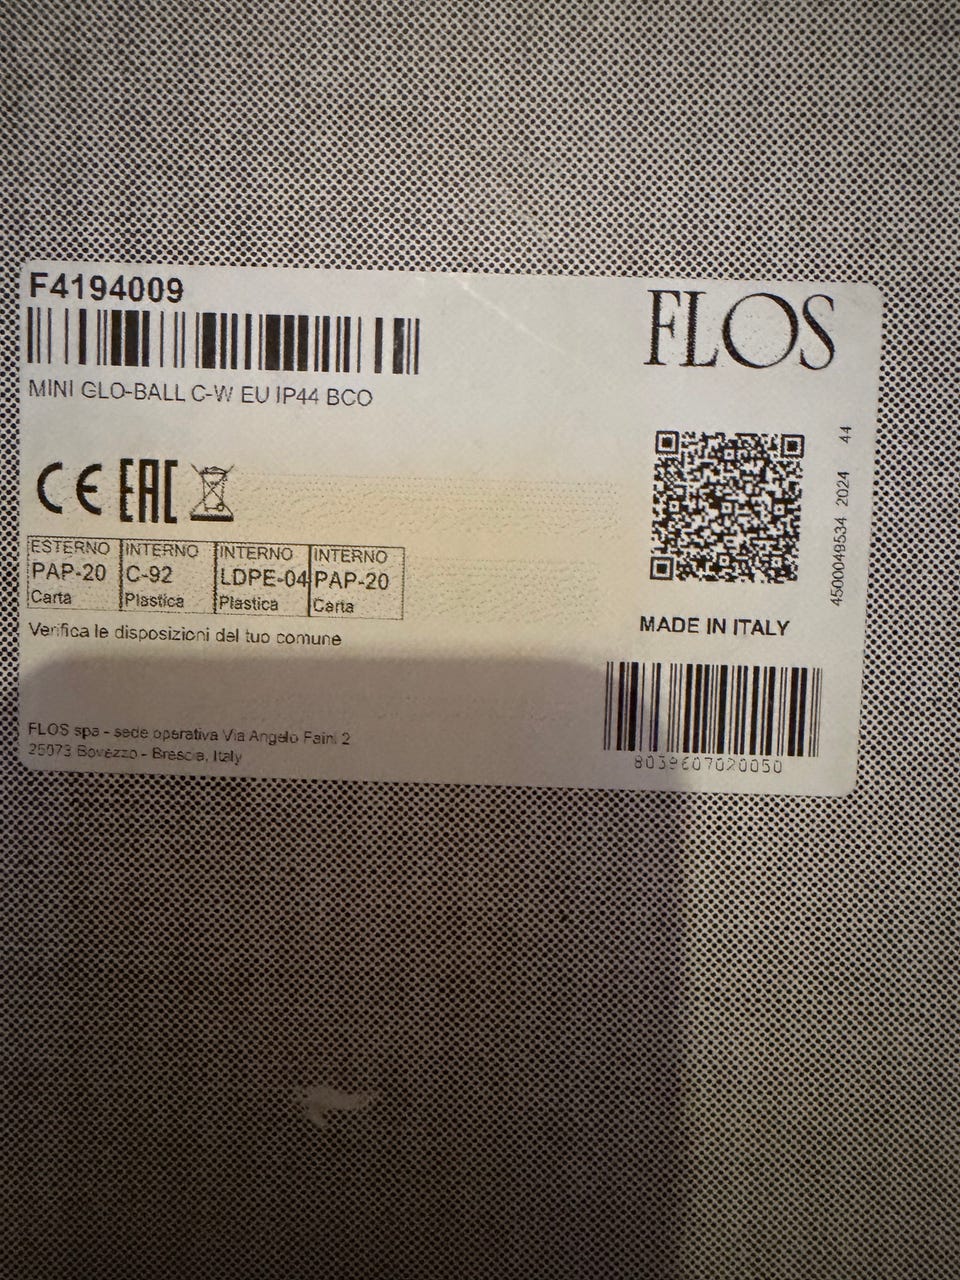 F4194009
FLOS
MINI GLO-BALL C-W EU IP44 BCO
CE EAC
ESTERNO INTERNO INTERNO INTERNO
PAP-20 C-92 LDPE-04 PAP-20
Carta Plastica Plastica Carta
Verifica le disposizioni del tuo comune
4500049534 2024 44
MADE IN ITALY
FLOS spa - sede operativa Via Angelo Faini 2
25073 Bovezzo - Brescia, Italy
8039607020050